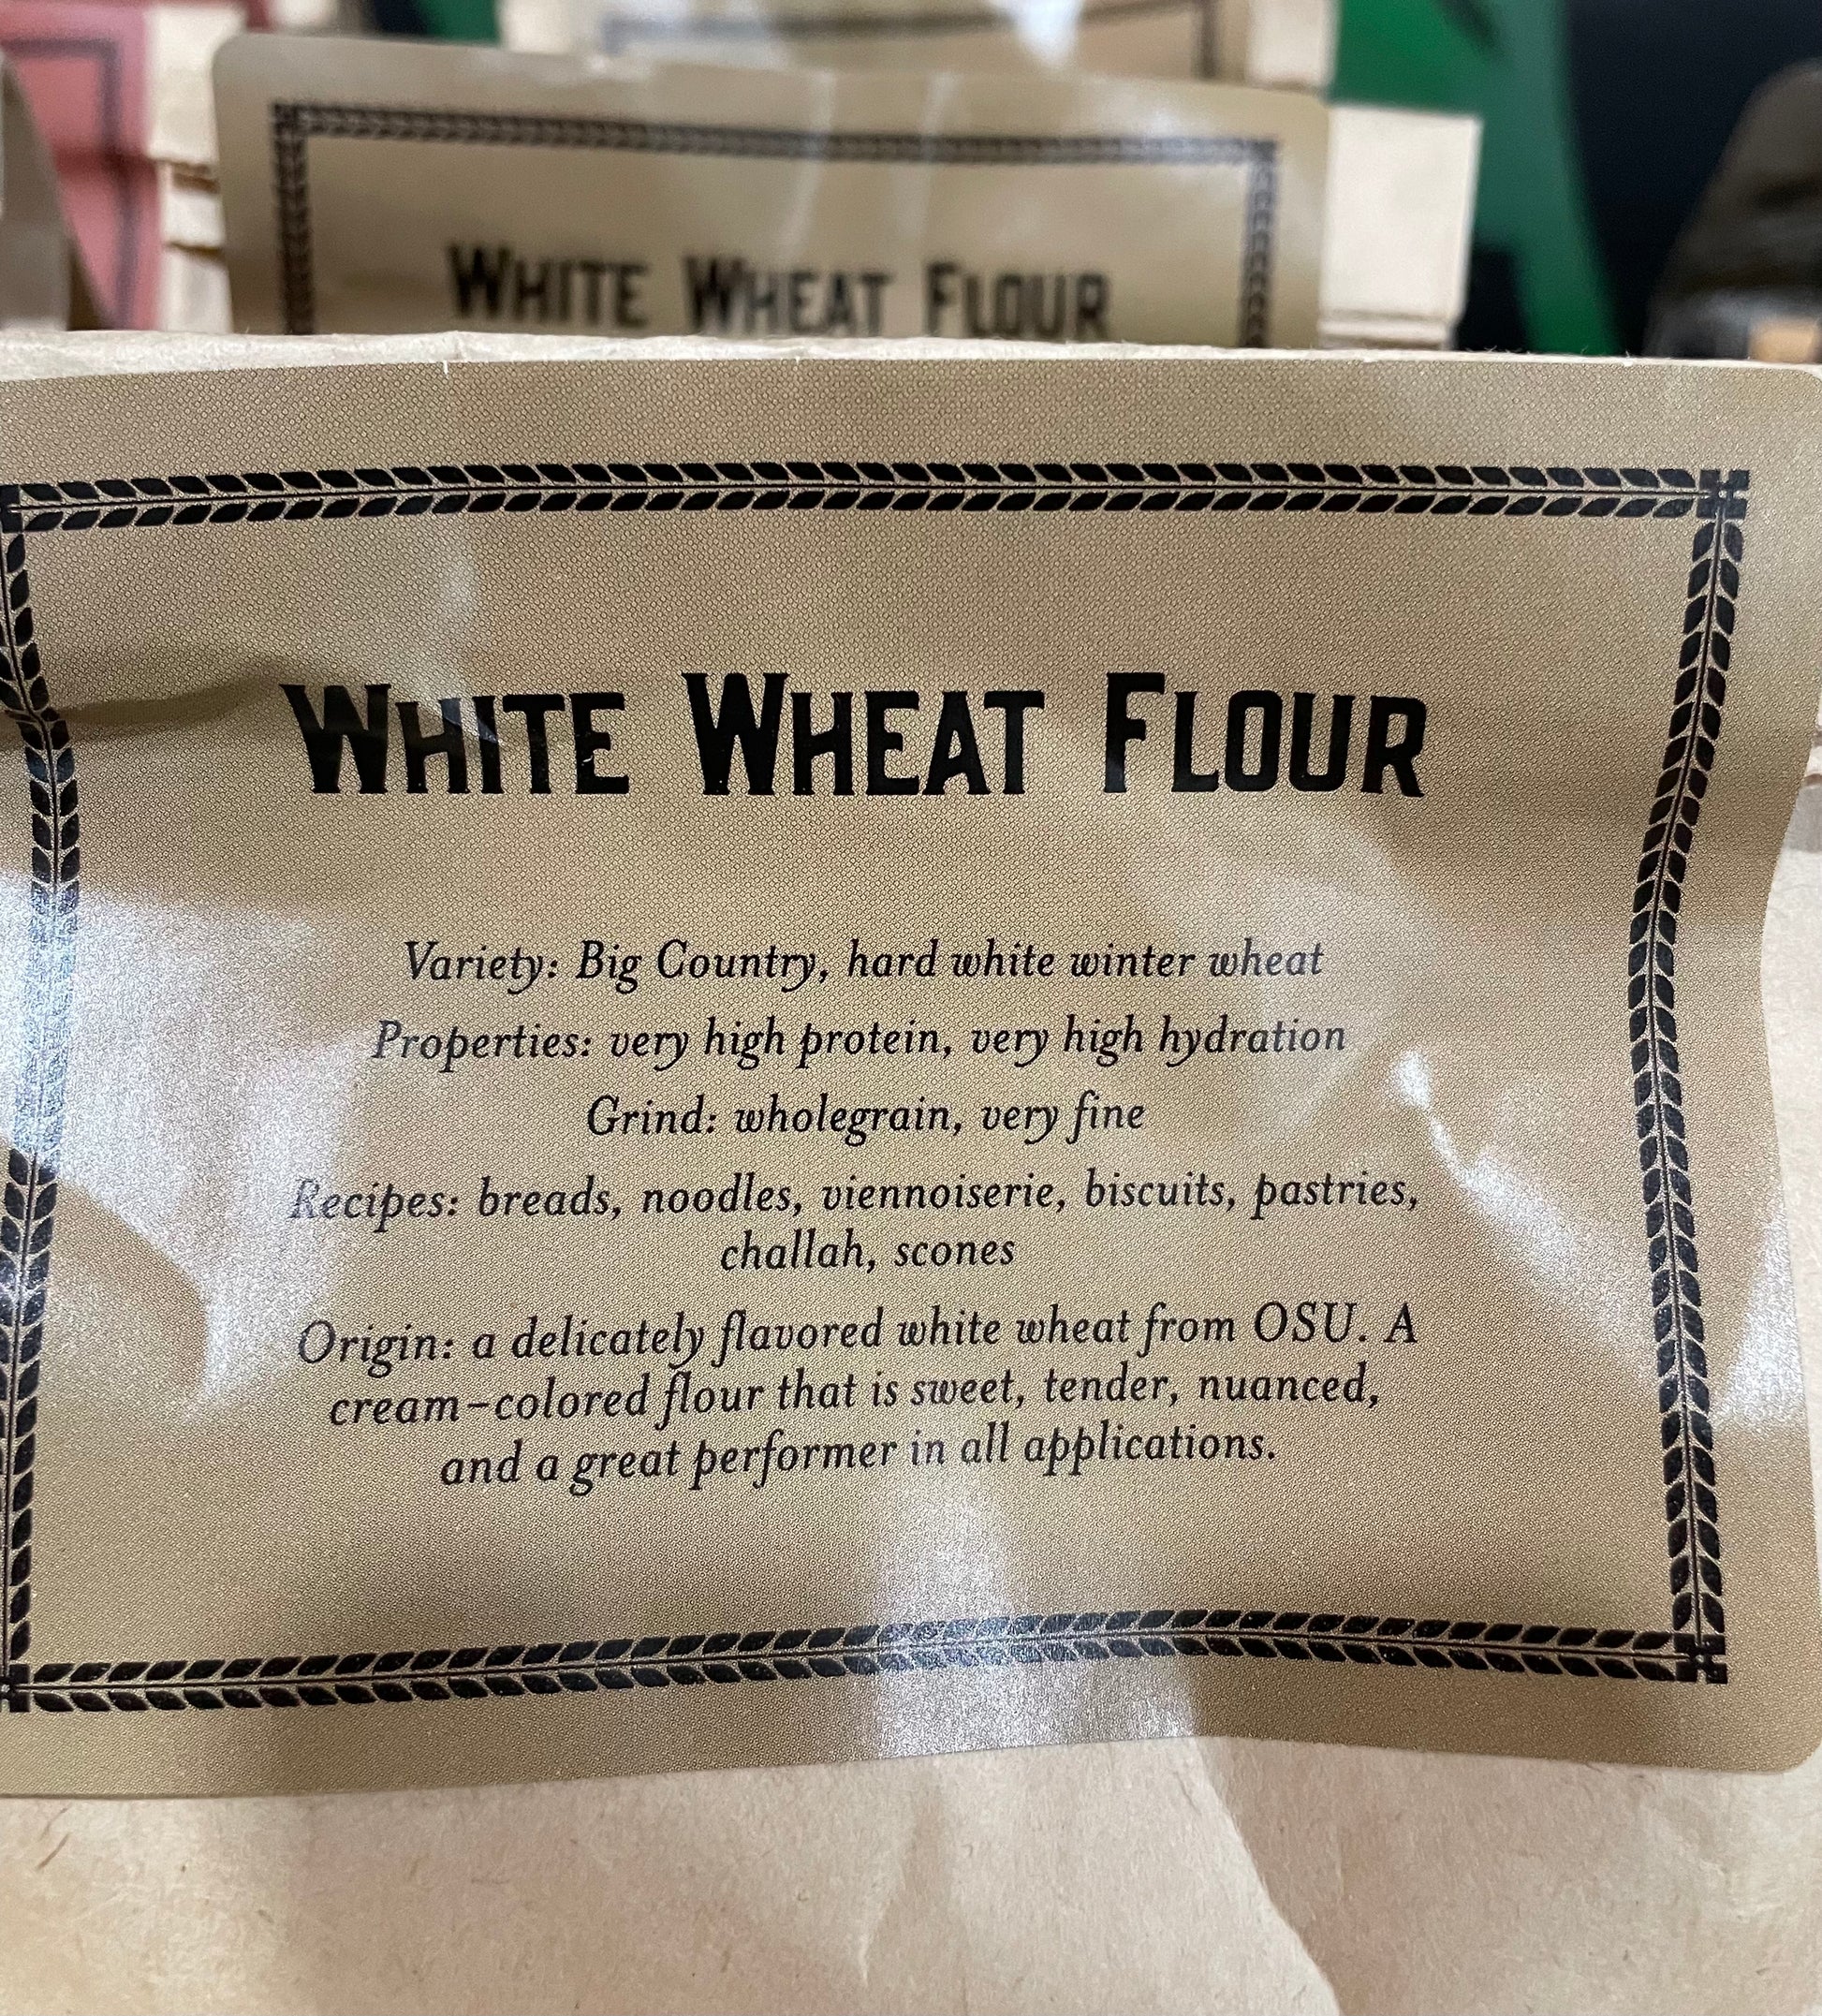 White Wheat Flour
White Wheat Flour
Variety: Big Country, hard white winter wheat
Properties: very high protein, very high hydration
Grind: wholegrain, very fine
Recipes: breads, noodles, viennoiserie, biscuits, pastries,
challah, scones
Origin: a delicately flavored white wheat from OSU. A
cream-colored flour that is sweet, tender, nuanced,
and a great performer in all applications.